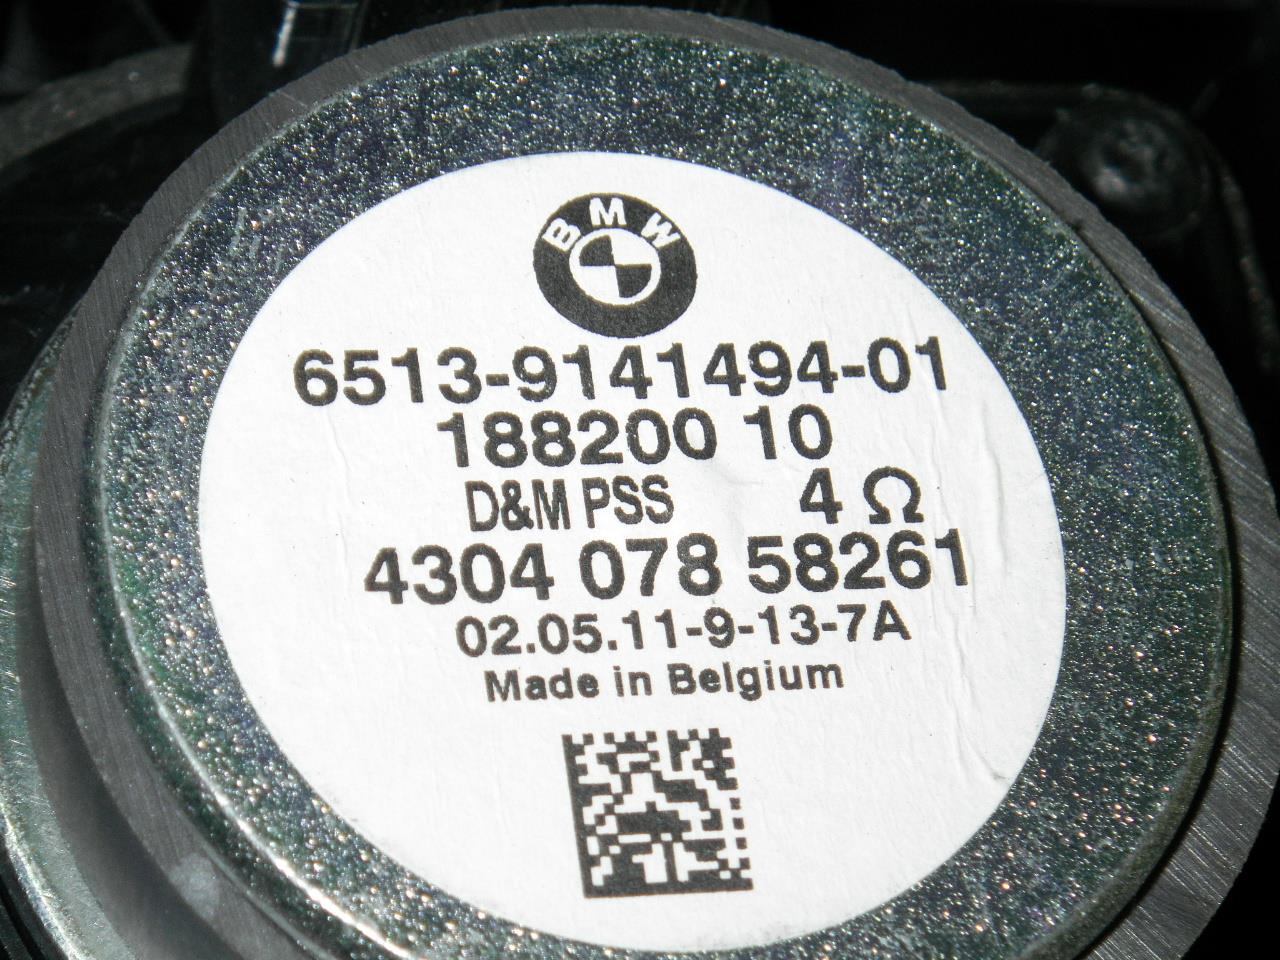 BMW
6513-9141494-01
188200 10
D&M PSS 4 Ω
4304 078 58261
02.05.11-9-13-7A
Made in Belgium